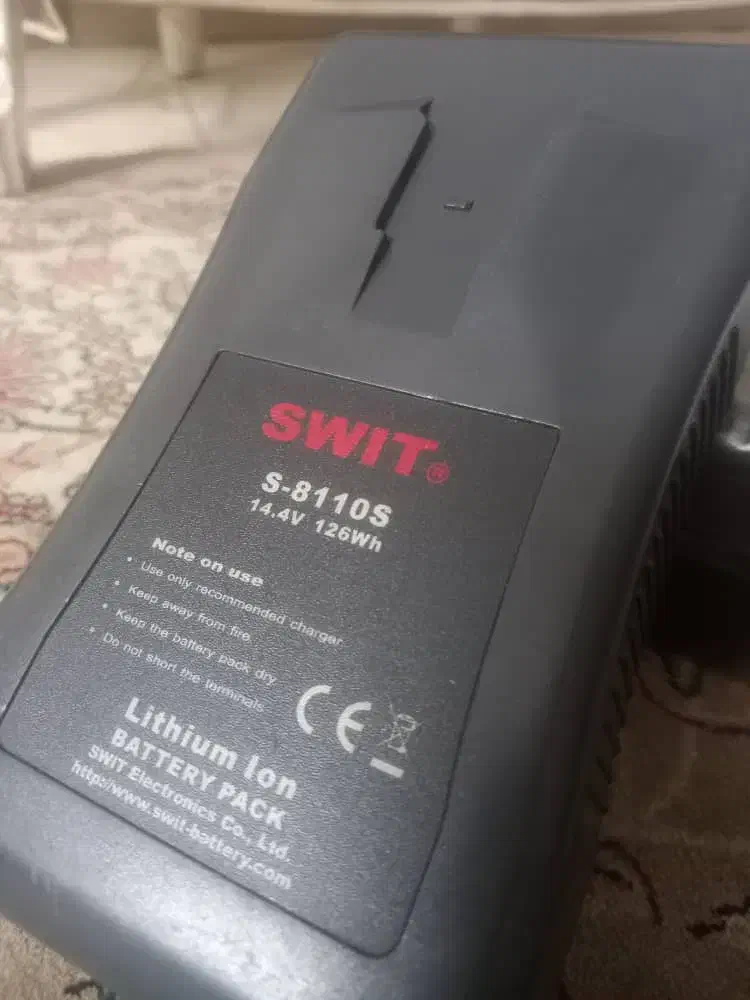 SWIT®
S-8110S
14.4V 126Wh
Note on use
• Use only recommended charger
• Keep away from fire
• Keep the battery pack dry
• Do not short the terminals
CE
Lithium Ion
BATTERY PACK
SWIT Electronics Co., Ltd.
http://www.swit-battery.com